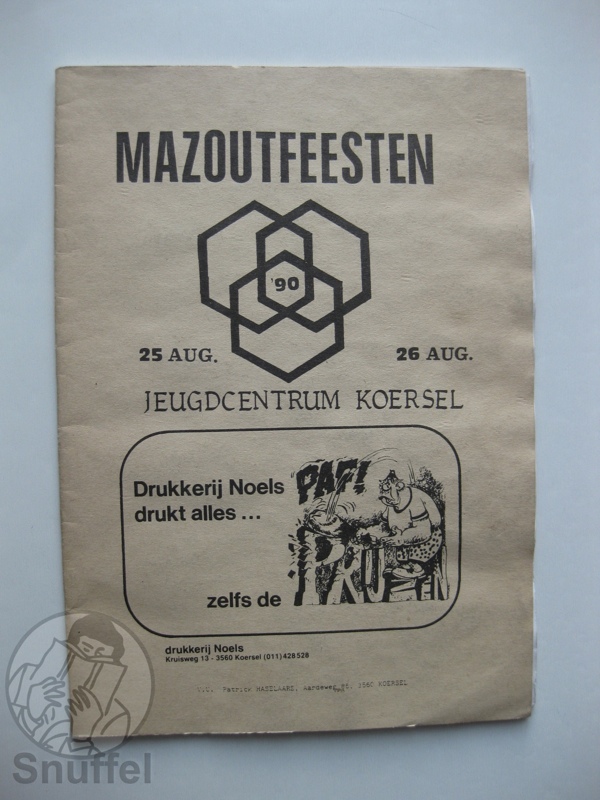 MAZOUTFEESTEN
'90
25 AUG. 26 AUG.
JEUGDCENTRUM KOERSEL
Drukkerij Noels
drukt alles ...
PAF!
zelfs de PRIJZEN
drukkerij Noels
Kruisweg 13 - 3560 Koersel (011) 428528
V.U. Patrick 3560 KOERSEL
Snuffel